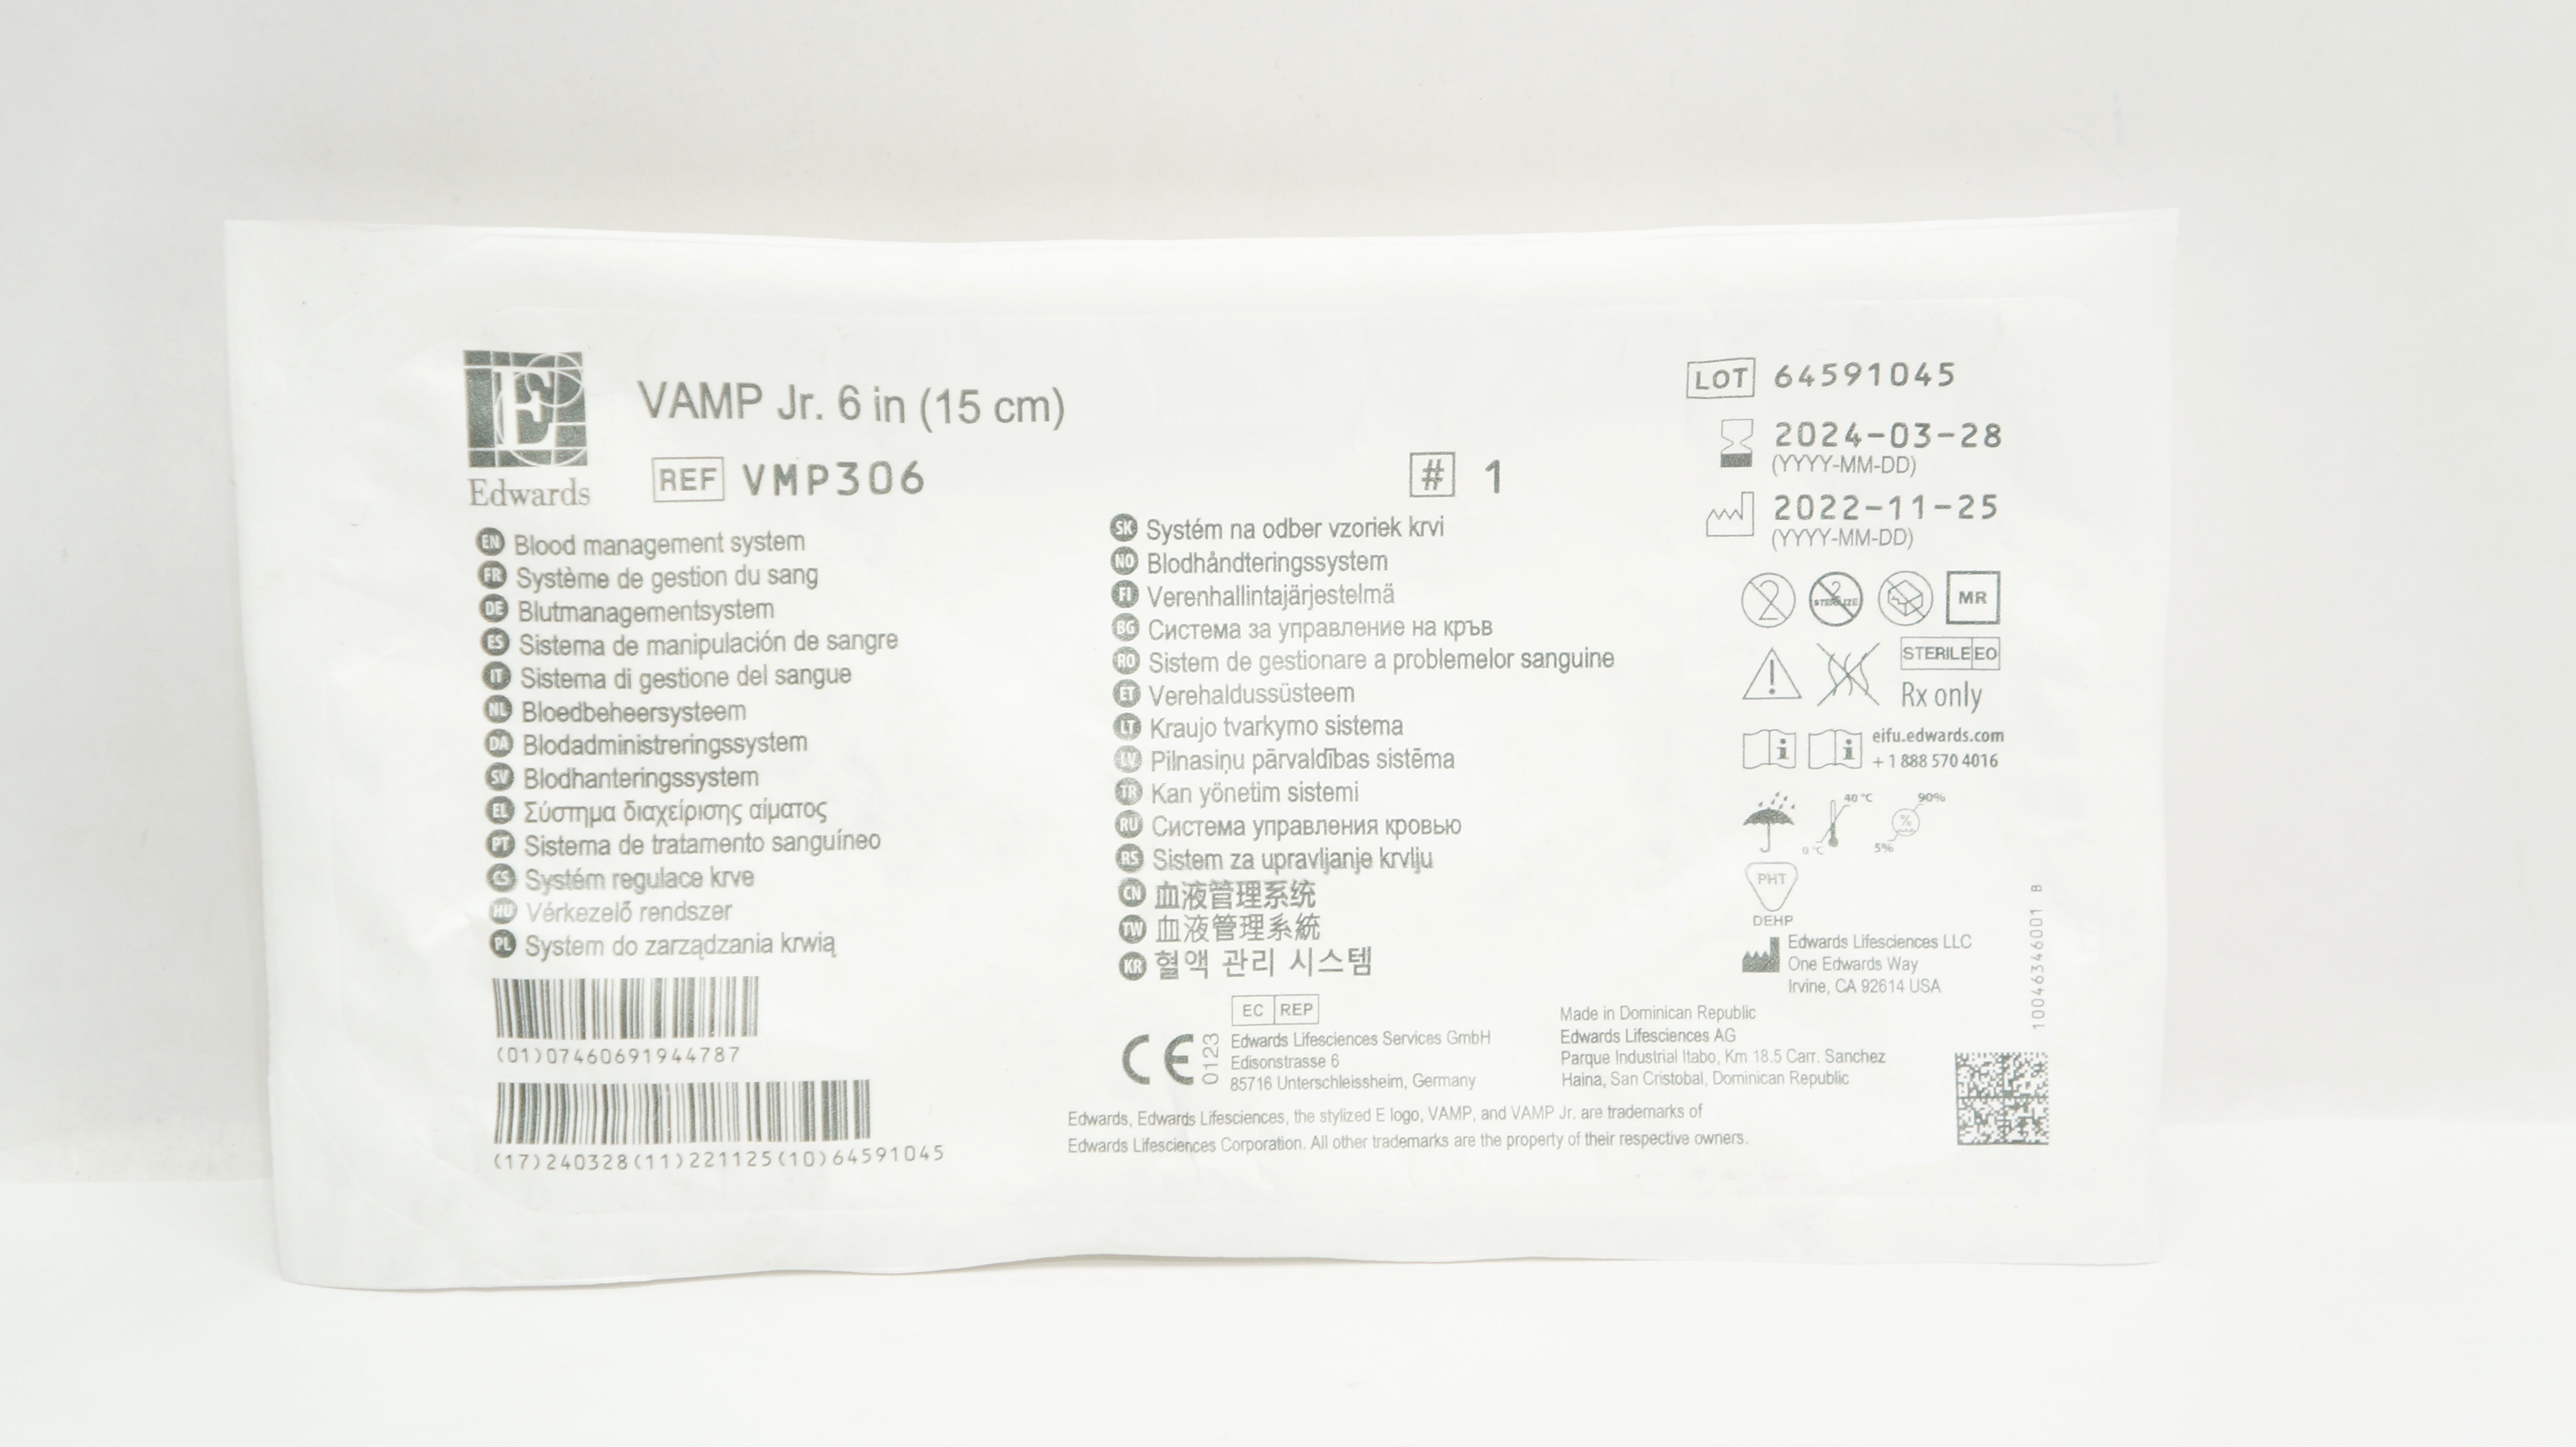 VAMP Jr. 6 in (15 cm)
Edwards
REF VMP306
# 1
LOT 64591045
2024-03-28
(YYYY-MM-DD)
2022-11-25
(YYYY-MM-DD)
EN Blood management system
FR Système de gestion du sang
DE Blutmanagementsystem
ES Sistema de manipulación de sangre
IT Sistema di gestione del sangue
NL Bloedbeheersysteem
DA Blodadministreringssystem
SV Blodhanteringssystem
EL Σύστημα διαχείρισης αίματος
PT Sistema de tratamento sanguíneo
CS Systém regulace krve
HU Vérkezelő rendszer
PL System do zarządzania krwią
SK Systém na odber vzoriek krvi
NO Blodhåndteringssystem
FI Verenhallintajärjestelmä
BG Система за управление на кръв
RO Sistem de gestionare a problemelor sanguine
ET Verehaldussüsteem
LT Kraujo tvarkymo sistema
LV Pilnasiņu pārvaldības sistēma
TR Kan yönetim sistemi
RU Система управления кровью
RS Sistem za upravljanje krvlju
CN 血液管理系统
TW 血液管理系統
KR 혈액 관리 시스템
2 2 STERILIZE MR
STERILE EO
Rx only
eifu.edwards.com
+ 1 888 570 4016
40 °C 90%
0 °C 5%
%
PHT
DEHP
Edwards Lifesciences LLC
One Edwards Way
Irvine, CA 92614 USA
10046346001 B
(01)07460691944787
(17)240328(11)221125(10)64591045
EC REP
CE 0123
Edwards Lifesciences Services GmbH
Edisonstrasse 6
85716 Unterschleissheim, Germany
Made in Dominican Republic
Edwards Lifesciences AG
Parque Industrial Itabo, Km 18.5 Carr. Sanchez
Haina, San Cristobal, Dominican Republic
Edwards, Edwards Lifesciences, the stylized E logo, VAMP, and VAMP Jr. are trademarks of
Edwards Lifesciences Corporation. All other trademarks are the property of their respective owners.